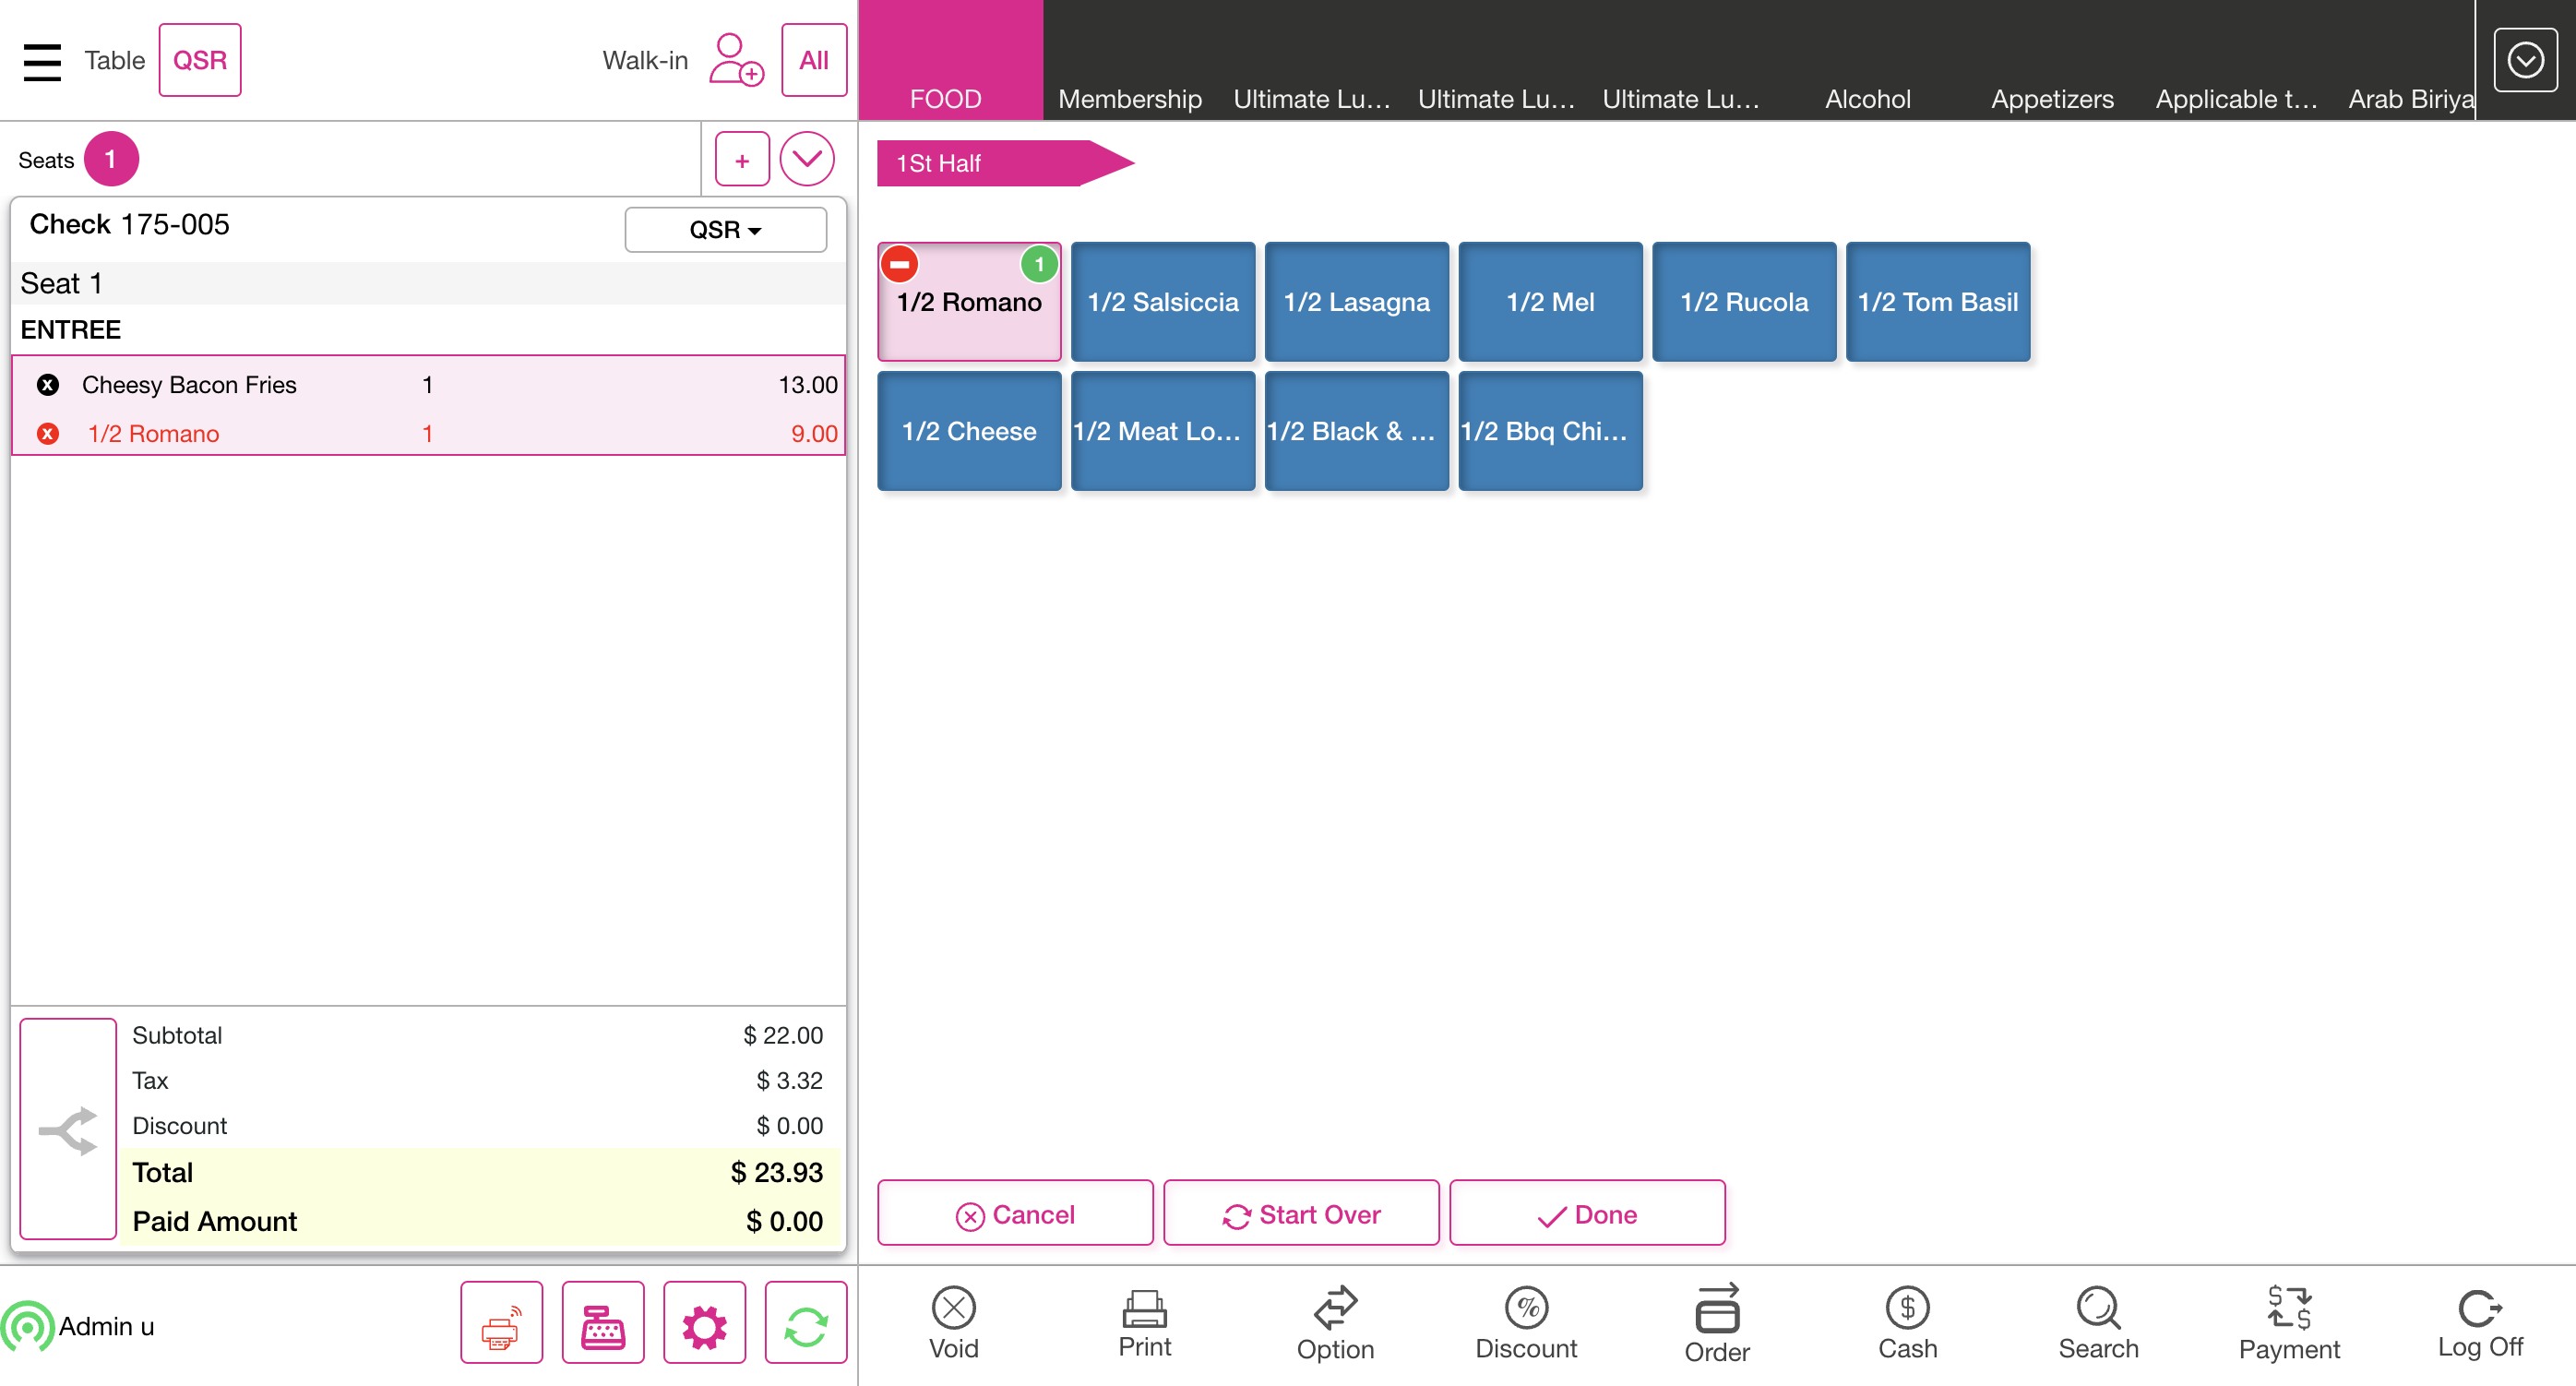 Table QSR Walk-in All
FOOD Membership Ultimate Lu... Ultimate Lu... Ultimate Lu... Alcohol Appetizers Applicable t... Arab Biriya
Seats 1 +
1St Half
Check 175-005 QSR
Seat 1
ENTREE
Cheesy Bacon Fries 1 13.00
1/2 Romano 1 9.00
1
1/2 Romano 1/2 Salsiccia 1/2 Lasagna 1/2 Mel 1/2 Rucola 1/2 Tom Basil
1/2 Cheese 1/2 Meat Lo... 1/2 Black & ... 1/2 Bbq Chi...
Subtotal $ 22.00
Tax $ 3.32
Discount $ 0.00
Total $ 23.93
Paid Amount $ 0.00
Cancel Start Over Done
Admin u
Void Print Option Discount Order Cash Search Payment Log Off